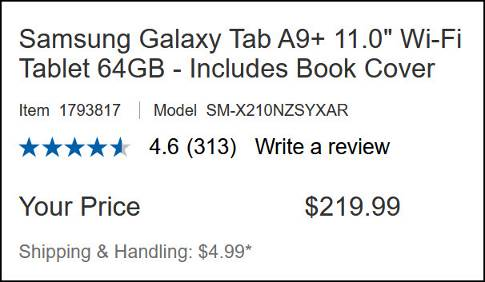 Samsung Galaxy Tab A9+ 11.0" Wi-Fi
Tablet 64GB - Includes Book Cover
Item 1793817 | Model SM-X210NZSYXAR
4.6 (313) Write a review
Your Price $219.99
Shipping & Handling: $4.99*